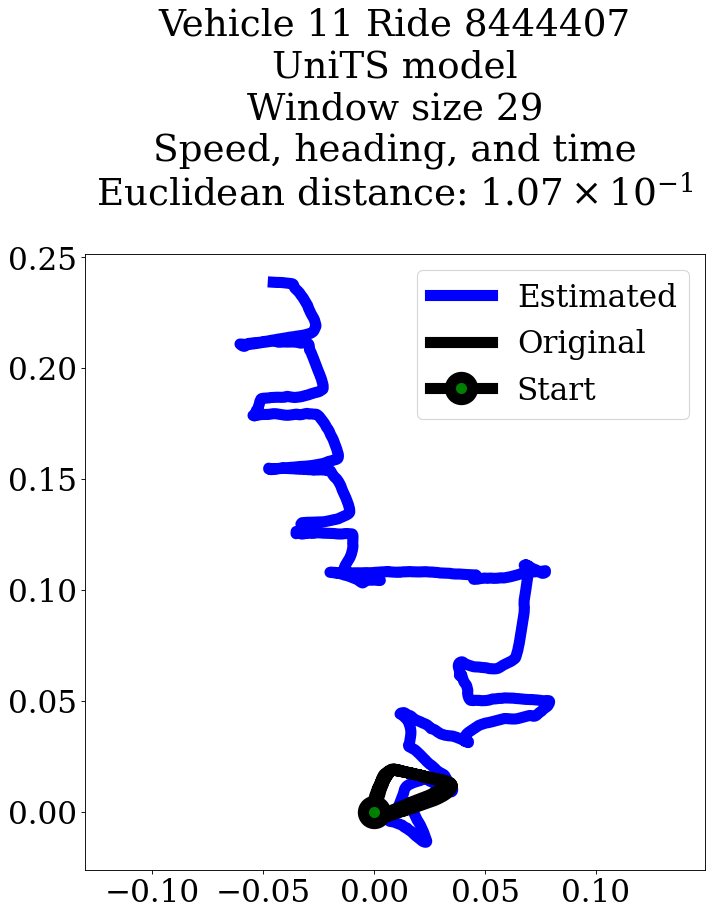 Vehicle 11 Ride 8444407
UniTS model
Window size 29
Speed, heading, and time
Euclidean distance: 1.07 × 10⁻¹
0.25
0.20
0.15
0.10
0.05
0.00
Estimated
Original
Start
−0.10 −0.05 0.00 0.05 0.10